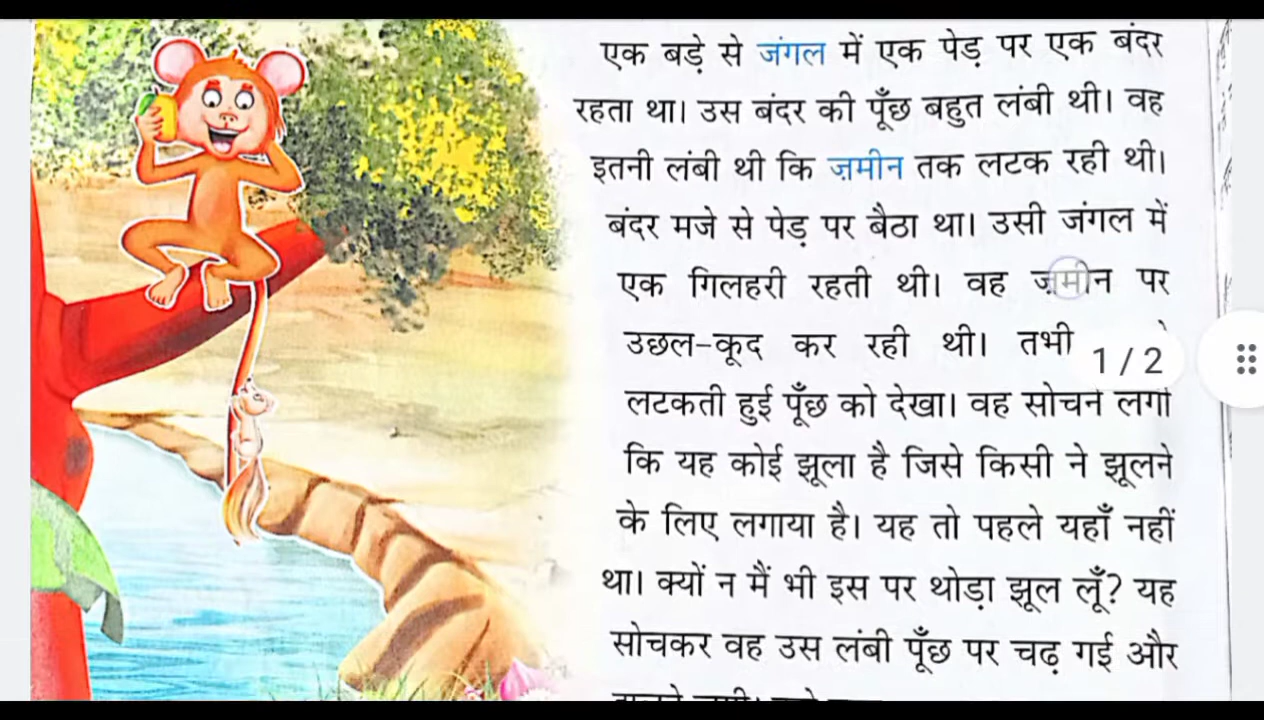 एक बड़े से जंगल में एक पेड़ पर एक बंदर
रहता था। उस बंदर की पूँछ बहुत लंबी थी। वह
इतनी लंबी थी कि ज़मीन तक लटक रही थी।
बंदर मजे से पेड़ पर बैठा था। उसी जंगल में
एक गिलहरी रहती थी। वह ज़मीन पर
उछल-कूद कर रही थी। तभी
1 / 2
लटकती हुई पूँछ को देखा। वह सोचने लगी
कि यह कोई झूला है जिसे किसी ने झूलने
के लिए लगाया है। यह तो पहले यहाँ नहीं
था। क्यों न मैं भी इस पर थोड़ा झूल लूँ? यह
सोचकर वह उस लंबी पूँछ पर चढ़ गई और